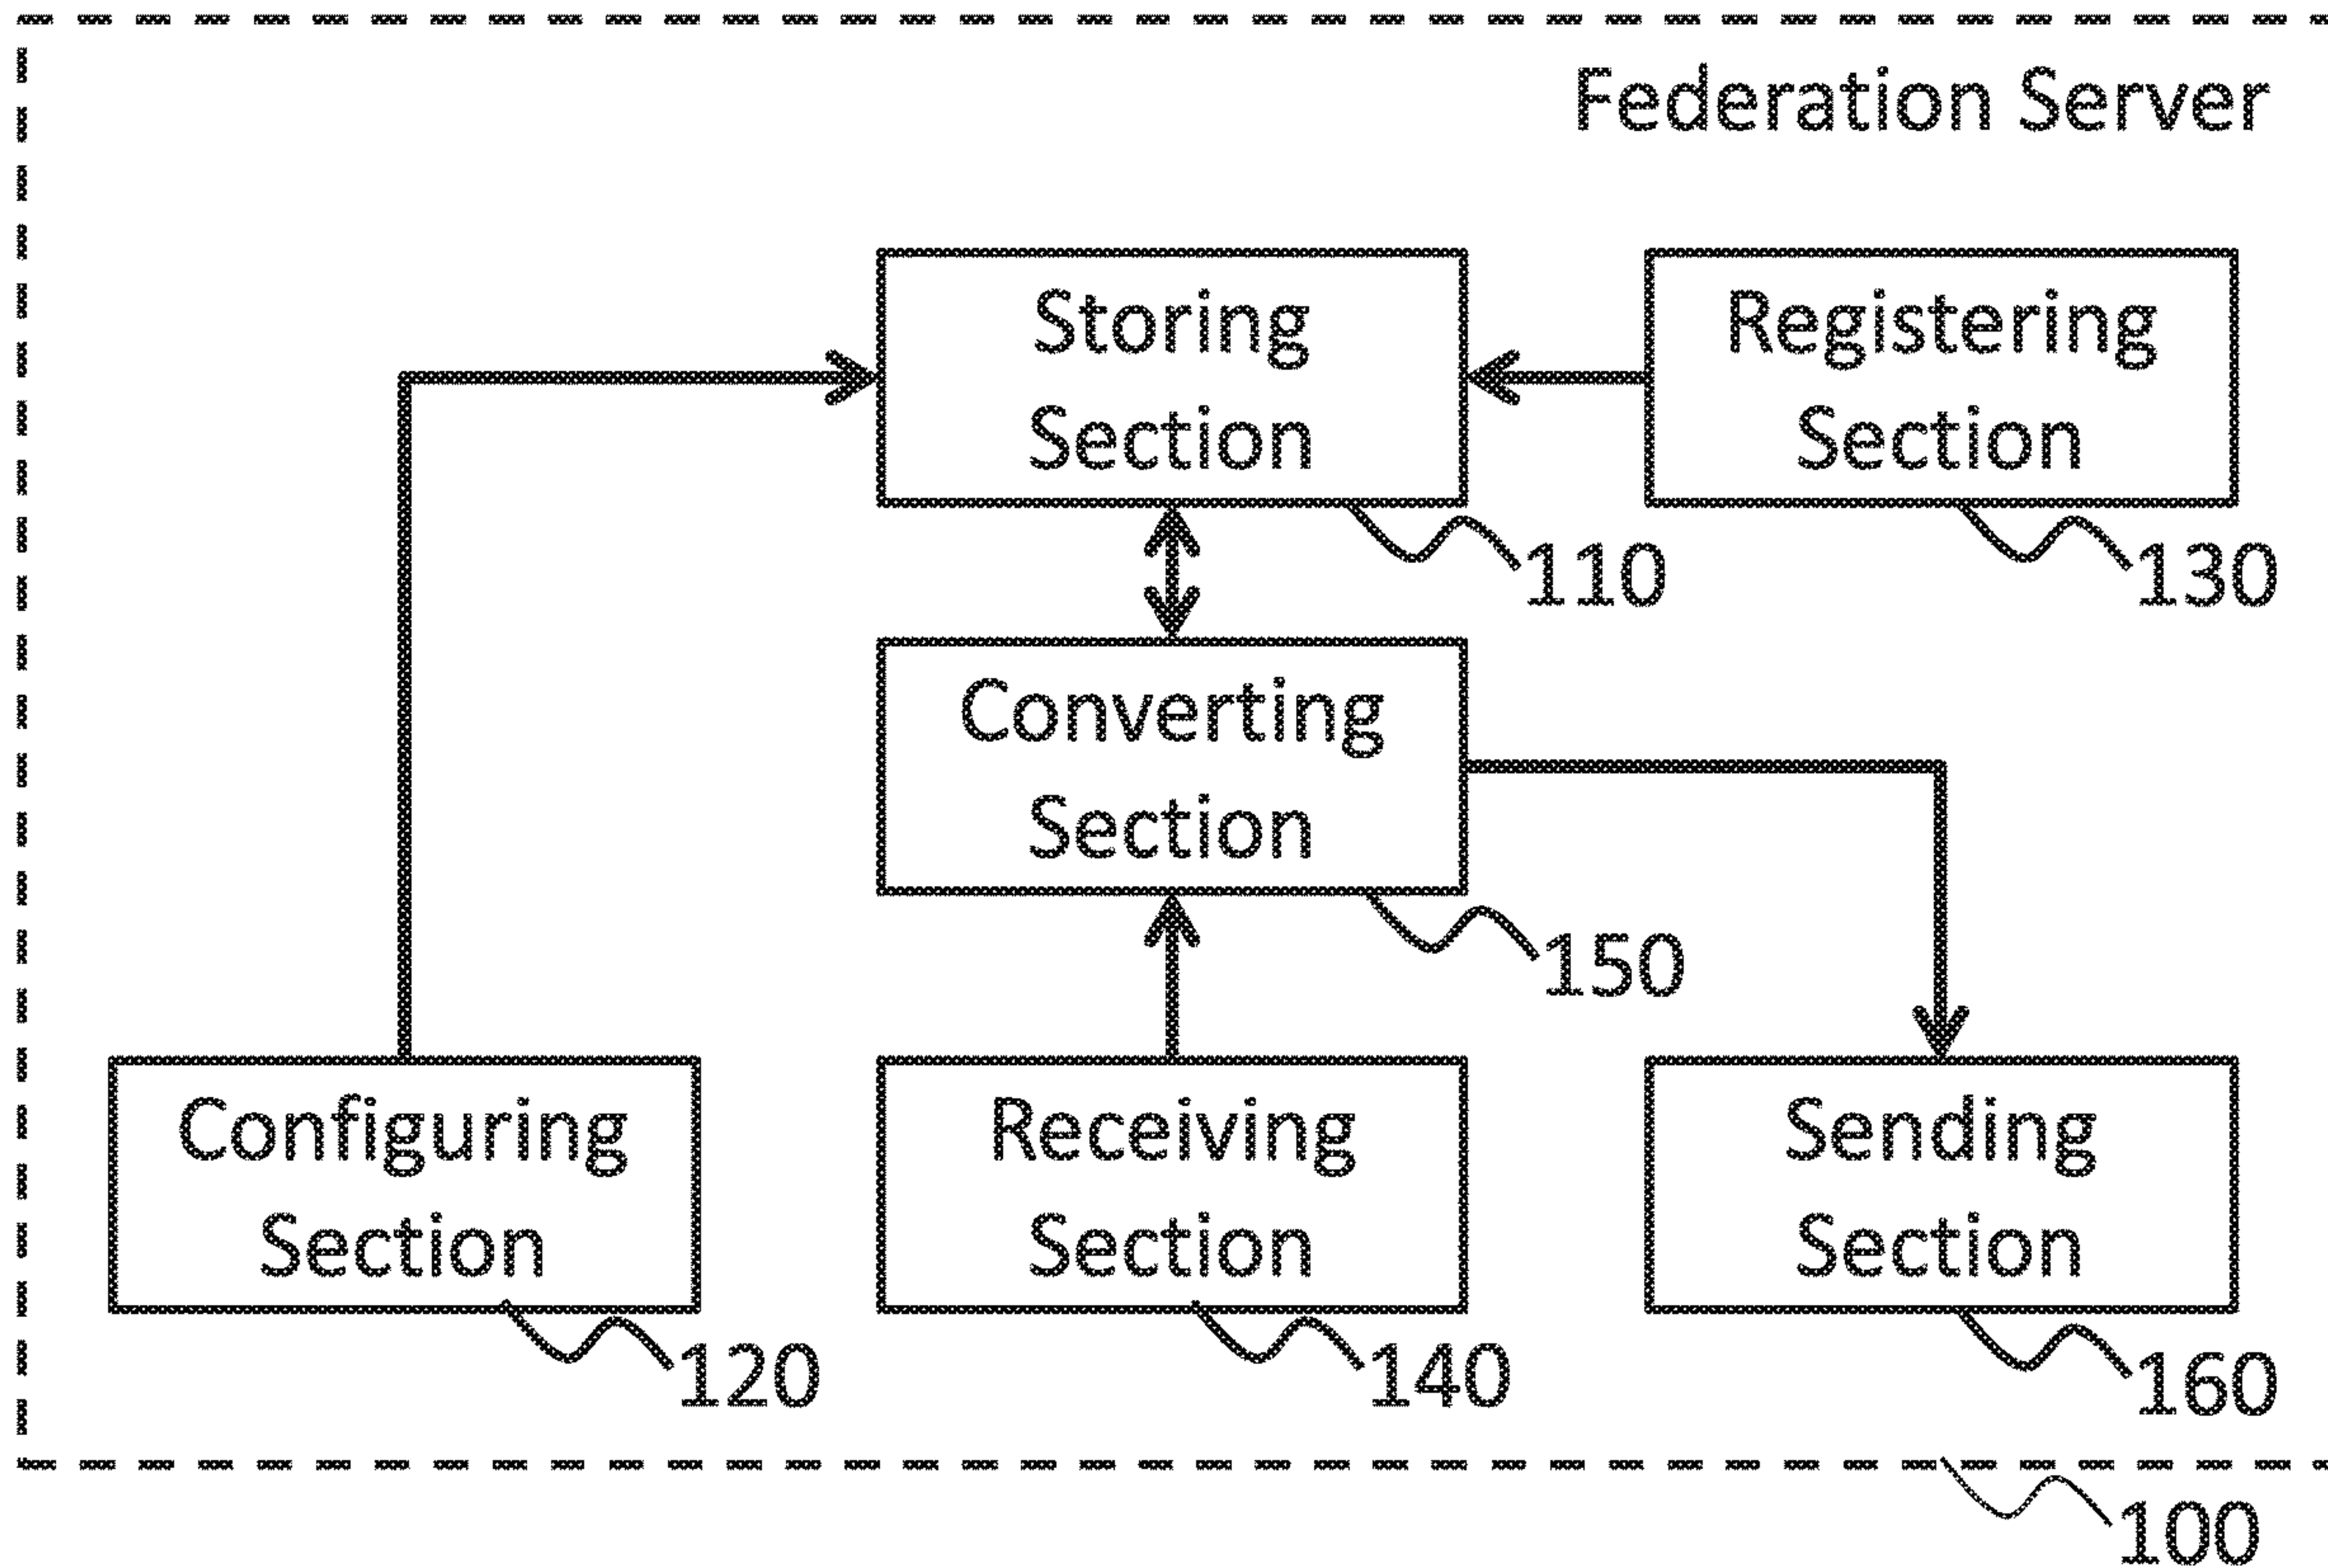 Federation Server
Storing
Section
110
Registering
Section
130
Converting
Section
150
Configuring
Section
120
Receiving
Section
140
Sending
Section
160
100